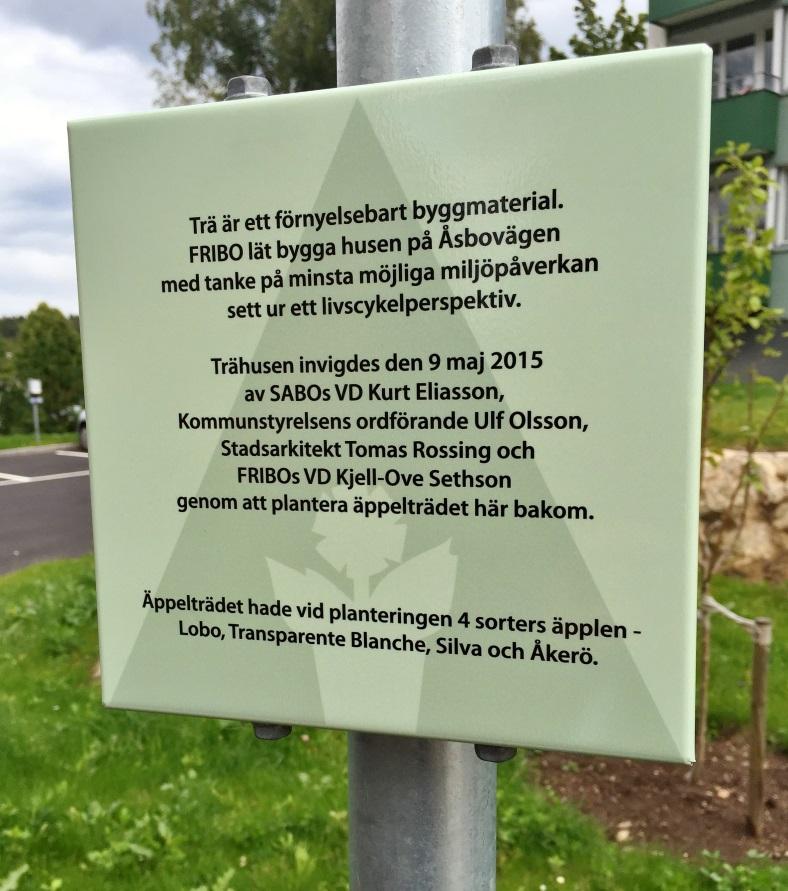 Trä är ett förnyelsebart byggmaterial.
FRIBO lät bygga husen på Åsbovägen
med tanke på minsta möjliga miljöpåverkan
sett ur ett livscykelperspektiv.
Trähusen invigdes den 9 maj 2015
av SABOs VD Kurt Eliasson,
Kommunstyrelsens ordförande Ulf Olsson,
Stadsarkitekt Tomas Rossing och
FRIBOs VD Kjell-Ove Sethson
genom att plantera äppelträdet här bakom.
Äppelträdet hade vid planteringen 4 sorters äpplen -
Lobo, Transparente Blanche, Silva och Åkerö.